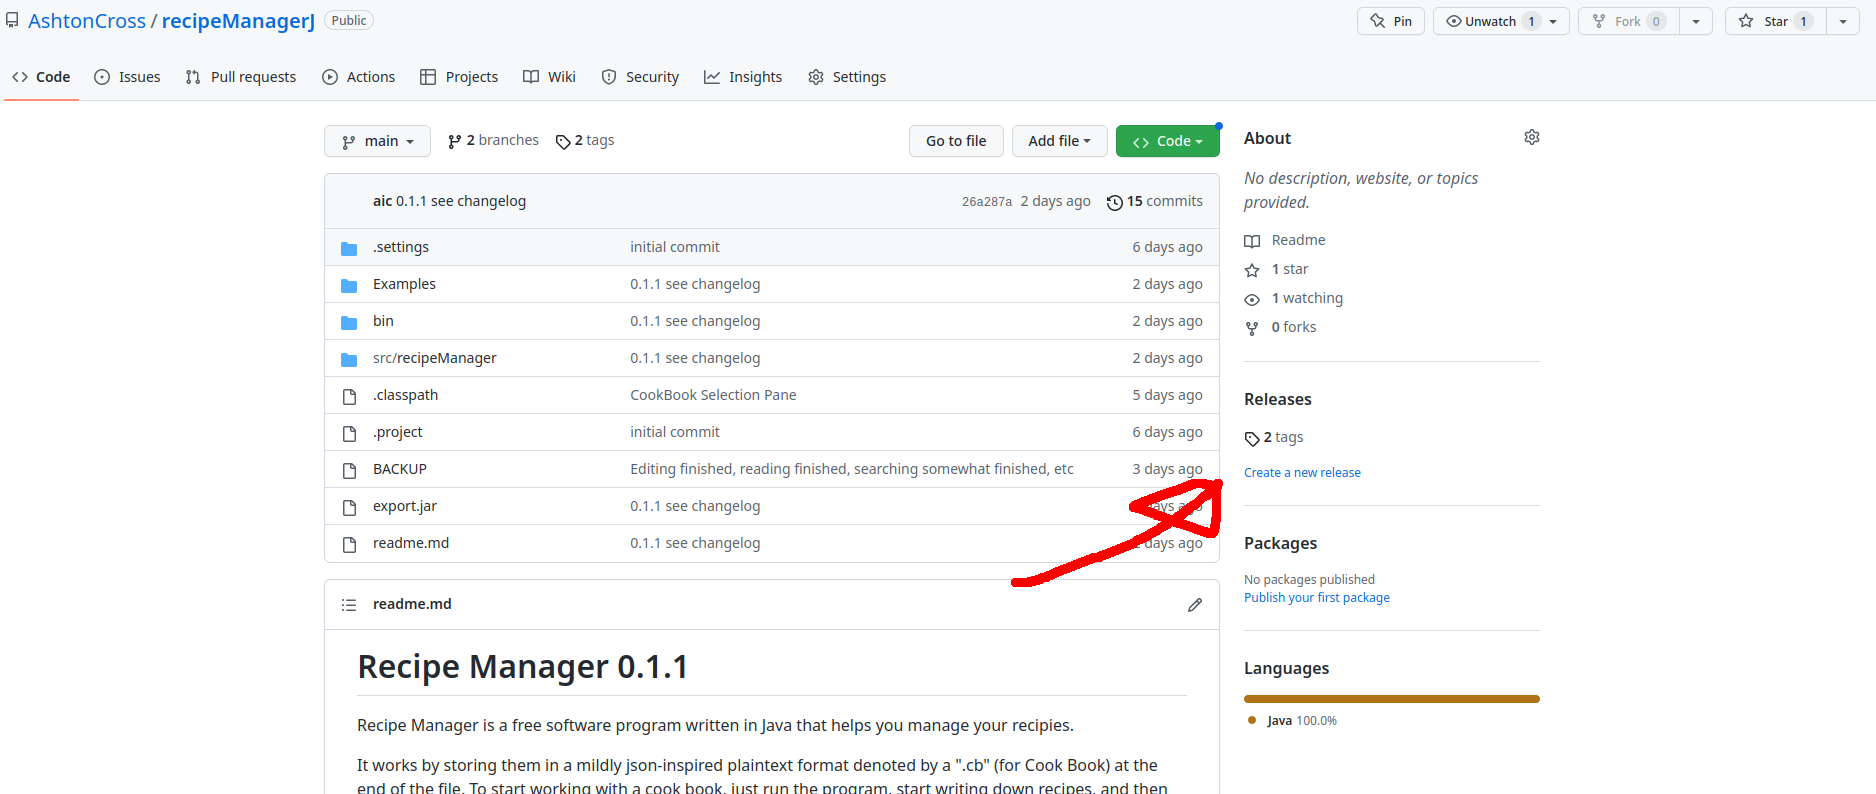 AshtonCross / recipeManagerJ Public
Pin Unwatch 1 Fork 0 Star 1
Code Issues Pull requests Actions Projects Wiki Security Insights Settings
main 2 branches 2 tags Go to file Add file Code
aic 0.1.1 see changelog 26a287a 2 days ago 15 commits
.settings initial commit 6 days ago
Examples 0.1.1 see changelog 2 days ago
bin 0.1.1 see changelog 2 days ago
src/recipeManager 0.1.1 see changelog 2 days ago
.classpath CookBook Selection Pane 5 days ago
.project initial commit 6 days ago
BACKUP Editing finished, reading finished, searching somewhat finished, etc 3 days ago
export.jar 0.1.1 see changelog days ago
readme.md 0.1.1 see changelog 2 days ago
readme.md
Recipe Manager 0.1.1
Recipe Manager is a free software program written in Java that helps you manage your recipies.
It works by storing them in a mildly json-inspired plaintext format denoted by a ".cb" (for Cook Book) at the
end of the file. To start working with a cook book, just run the program, start writing down recipes, and then
About
No description, website, or topics
provided.
Readme
1 star
1 watching
0 forks
Releases
2 tags
Create a new release
Packages
No packages published
Publish your first package
Languages
Java 100.0%